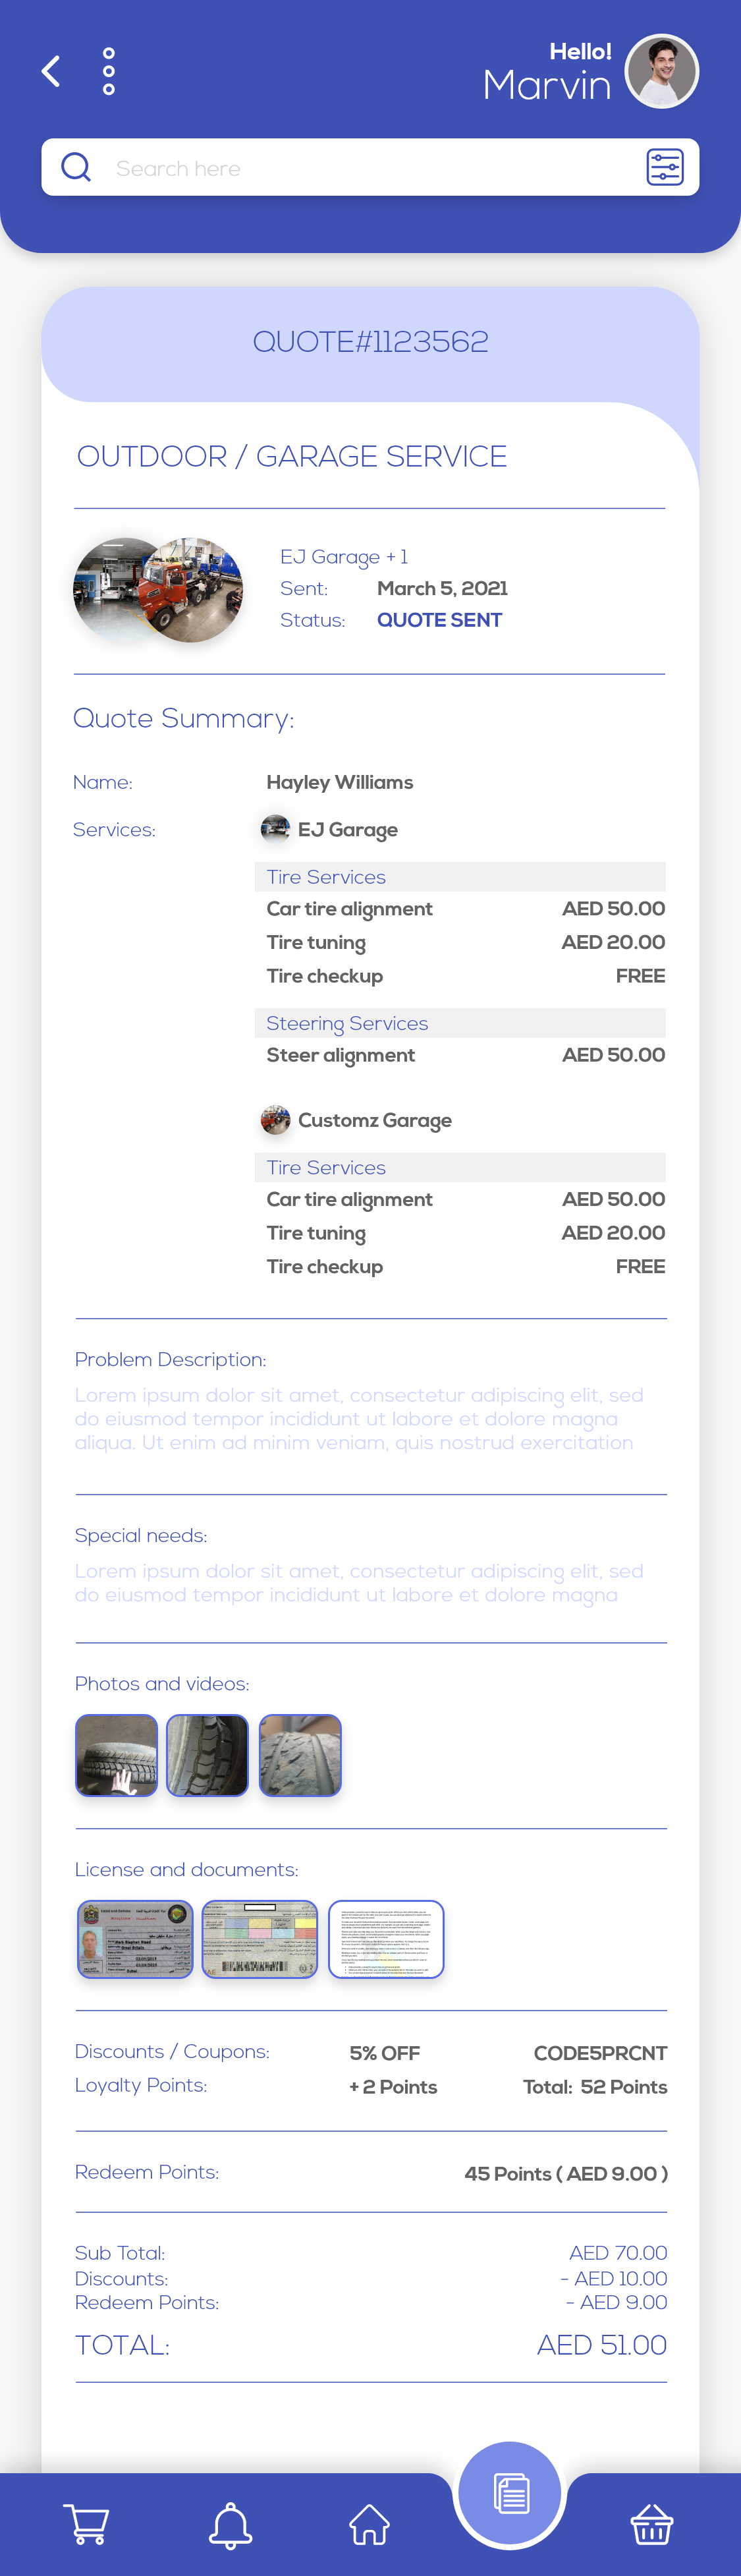 Hello!
Marvin
Search here
QUOTE#1123562
OUTDOOR / GARAGE SERVICE
EJ Garage + 1
Sent: March 5, 2021
Status: QUOTE SENT
Quote Summary:
Name: Hayley Williams
Services: EJ Garage
Tire Services
Car tire alignment AED 50.00
Tire tuning AED 20.00
Tire checkup FREE
Steering Services
Steer alignment AED 50.00
Customz Garage
Tire Services
Car tire alignment AED 50.00
Tire tuning AED 20.00
Tire checkup FREE
Problem Description:
Lorem ipsum dolor sit amet, consectetur adipiscing elit, sed
do eiusmod tempor incididunt ut labore et dolore magna
aliqua. Ut enim ad minim veniam, quis nostrud exercitation
Special needs:
Lorem ipsum dolor sit amet, consectetur adipiscing elit, sed
do eiusmod tempor incididunt ut labore et dolore magna
Photos and videos:
License and documents:
Discounts / Coupons: 5% OFF CODE5PRCNT
Loyalty Points: + 2 Points Total: 52 Points
Redeem Points: 45 Points ( AED 9.00 )
Sub Total: AED 70.00
Discounts: - AED 10.00
Redeem Points: - AED 9.00
TOTAL: AED 51.00